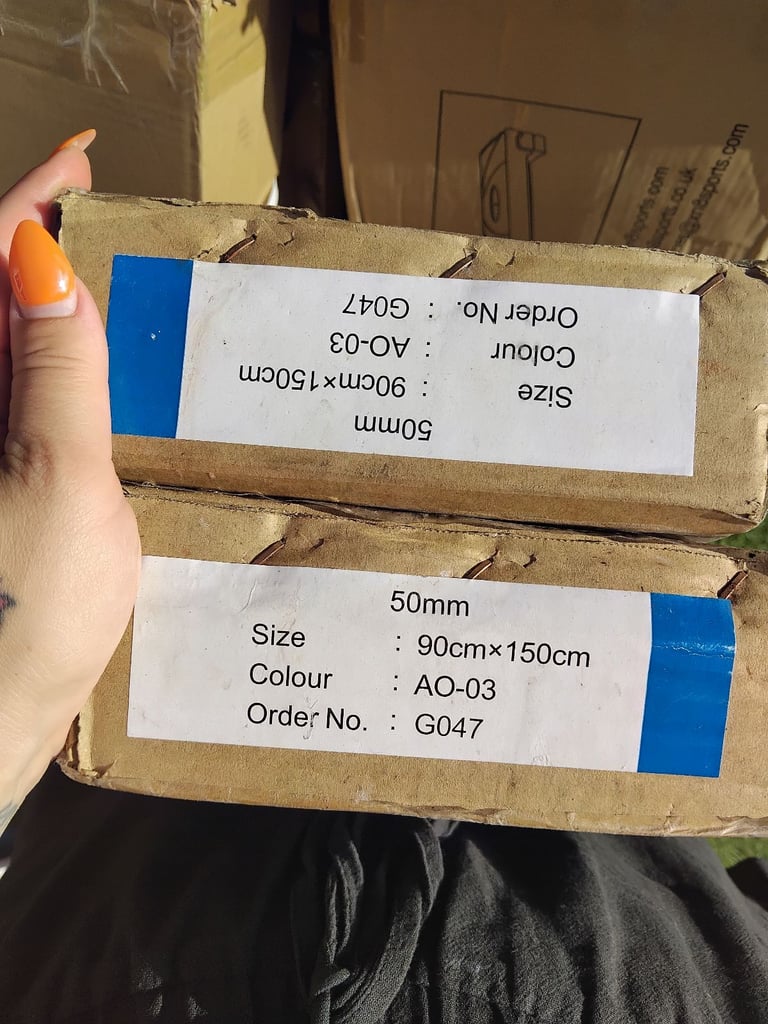 50mm
Size : 90cm×150cm
Colour : AO-03
Order No. : G047
50mm
Size : 90cm×150cm
Colour : AO-03
Order No. : G047